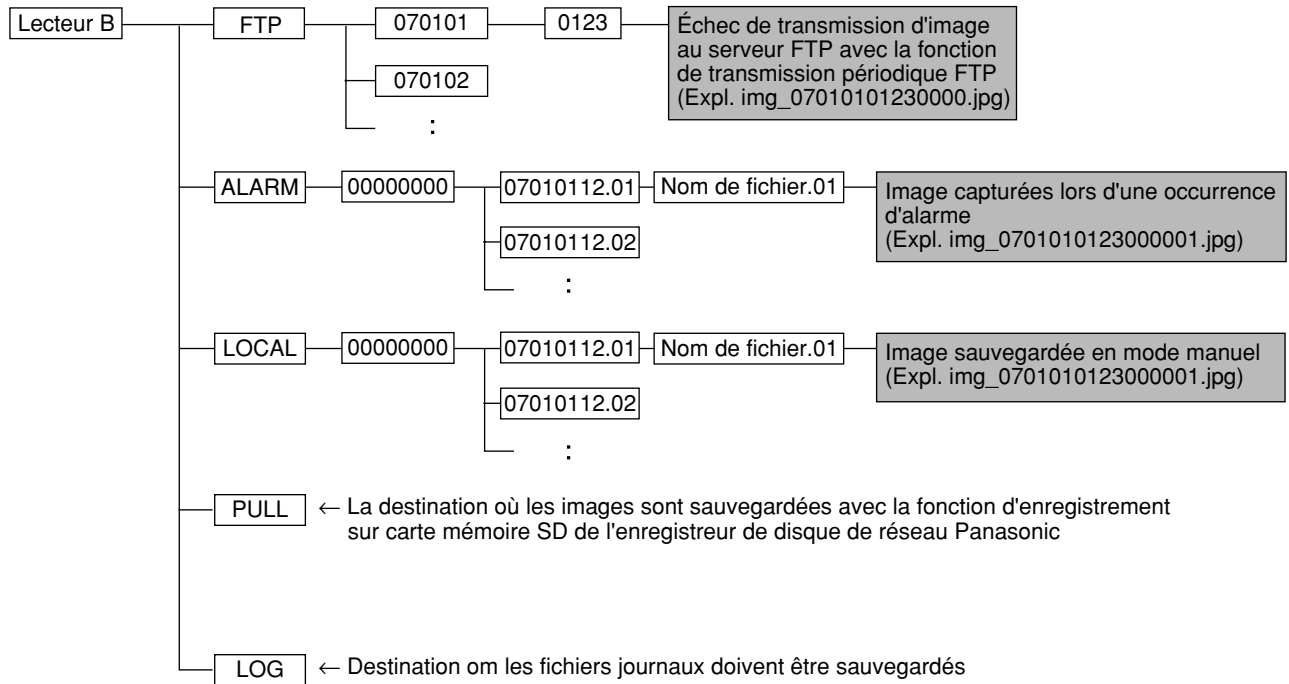 Lecteur B
FTP
070101
0123
Échec de transmission d'image
au serveur FTP avec la fonction
de transmission périodique FTP
(Expl. img_07010101230000.jpg)
070102
:
ALARM
00000000
07010112.01
Nom de fichier.01
Image capturées lors d'une occurrence
d'alarme
(Expl. img_0701010123000001.jpg)
07010112.02
:
LOCAL
00000000
07010112.01
Nom de fichier.01
Image sauvegardée en mode manuel
(Expl. img_0701010123000001.jpg)
07010112.02
:
PULL
← La destination où les images sont sauvegardées avec la fonction d'enregistrement
sur carte mémoire SD de l'enregistreur de disque de réseau Panasonic
LOG
← Destination om les fichiers journaux doivent être sauvegardés